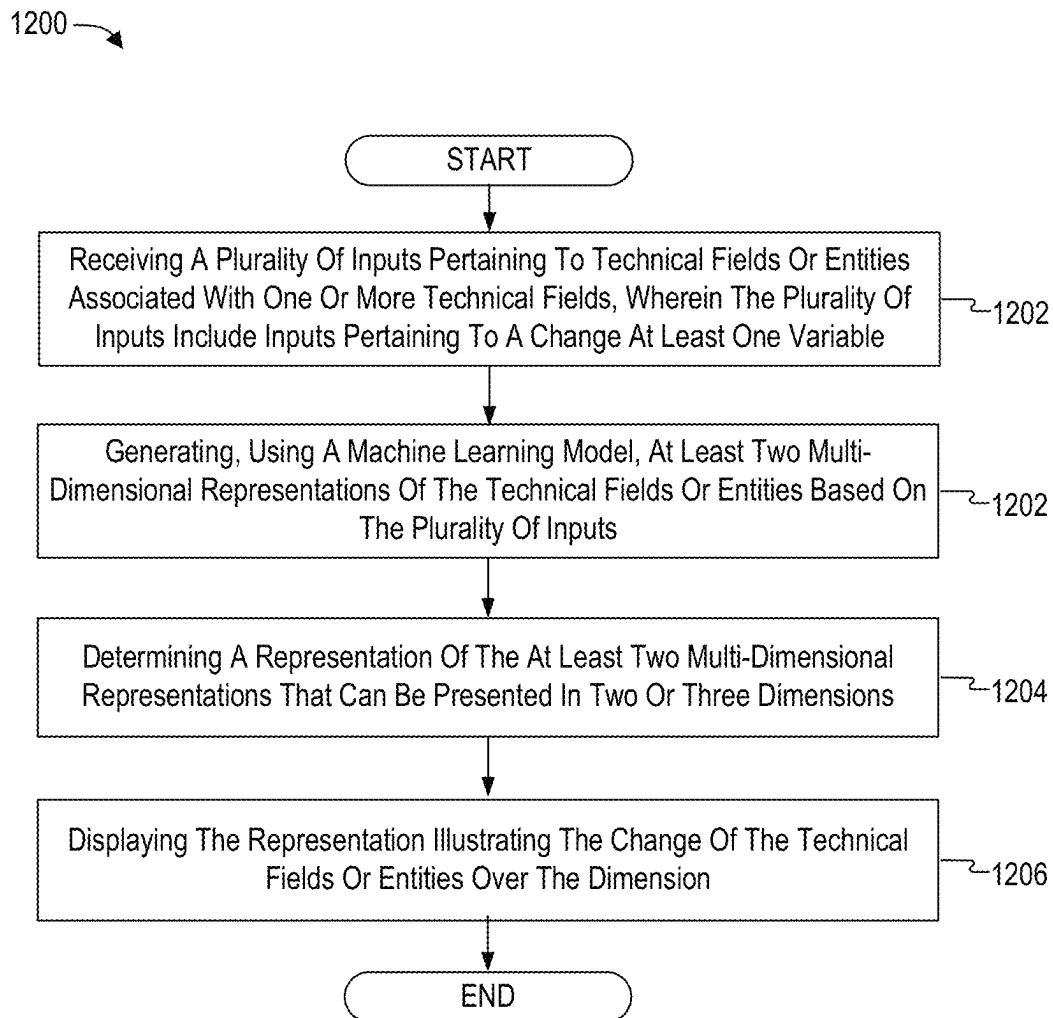 1200
START
Receiving A Plurality Of Inputs Pertaining To Technical Fields Or Entities
Associated With One Or More Technical Fields, Wherein The Plurality Of
Inputs Include Inputs Pertaining To A Change At Least One Variable
1202
Generating, Using A Machine Learning Model, At Least Two Multi-
Dimensional Representations Of The Technical Fields Or Entities Based On
The Plurality Of Inputs
1202
Determining A Representation Of The At Least Two Multi-Dimensional
Representations That Can Be Presented In Two Or Three Dimensions
1204
Displaying The Representation Illustrating The Change Of The Technical
Fields Or Entities Over The Dimension
1206
END